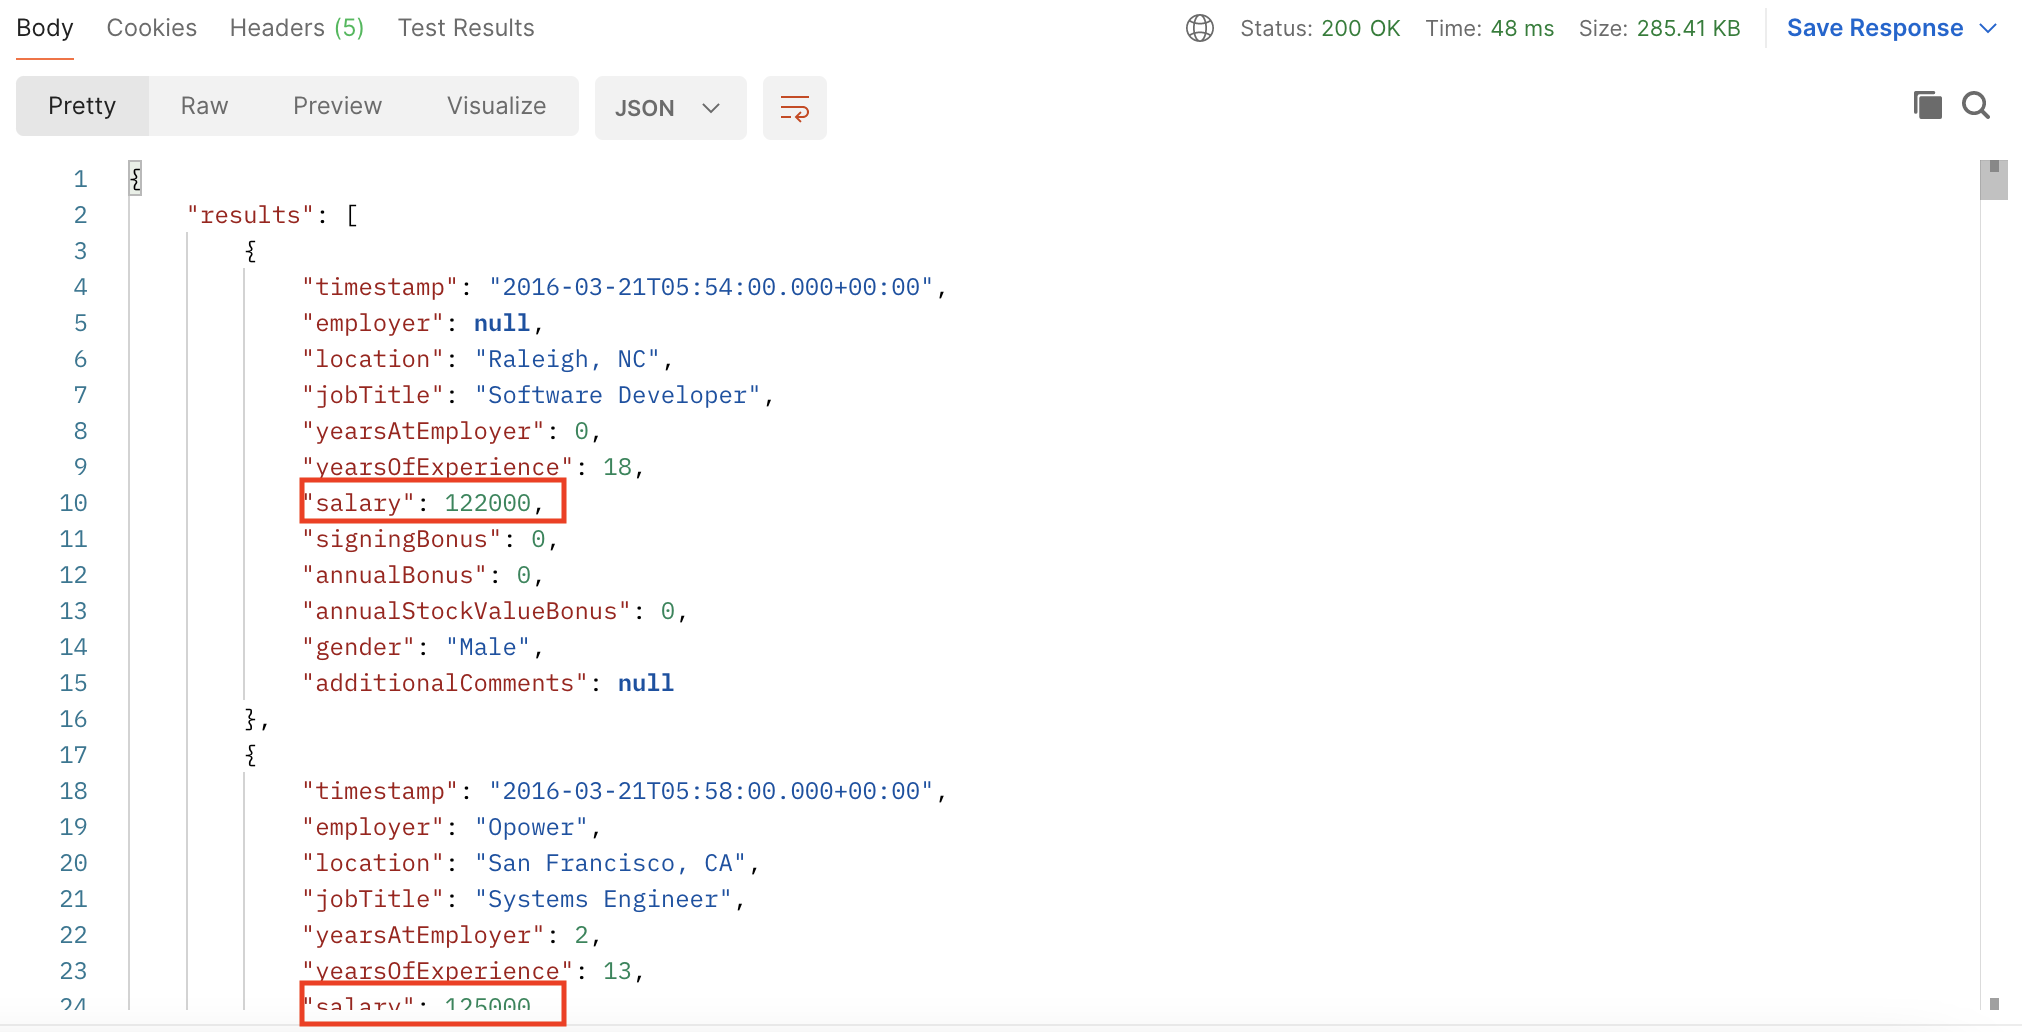 Body Cookies Headers (5) Test Results Status: 200 OK Time: 48 ms Size: 285.41 KB Save Response
Pretty Raw Preview Visualize JSON
1 {
2 "results": [
3 {
4 "timestamp": "2016-03-21T05:54:00.000+00:00",
5 "employer": null,
6 "location": "Raleigh, NC",
7 "jobTitle": "Software Developer",
8 "yearsAtEmployer": 0,
9 "yearsOfExperience": 18,
10 "salary": 122000,
11 "signingBonus": 0,
12 "annualBonus": 0,
13 "annualStockValueBonus": 0,
14 "gender": "Male",
15 "additionalComments": null
16 },
17 {
18 "timestamp": "2016-03-21T05:58:00.000+00:00",
19 "employer": "Opower",
20 "location": "San Francisco, CA",
21 "jobTitle": "Systems Engineer",
22 "yearsAtEmployer": 2,
23 "yearsOfExperience": 13,
24 "salary": 125000